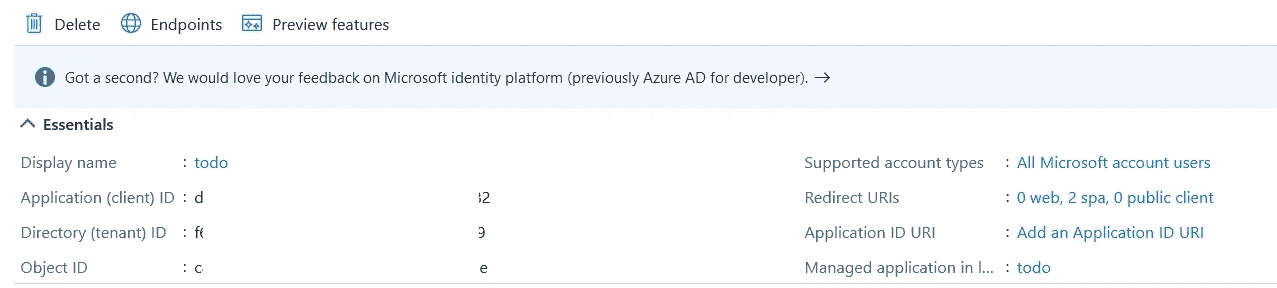 Delete Endpoints Preview features
Got a second? We would love your feedback on Microsoft identity platform (previously Azure AD for developer). →
Essentials
Display name : todo
Supported account types : All Microsoft account users
Application (client) ID : d 32
Redirect URIs : 0 web, 2 spa, 0 public client
Directory (tenant) ID : f 9
Application ID URI : Add an Application ID URI
Object ID : c e
Managed application in l... : todo